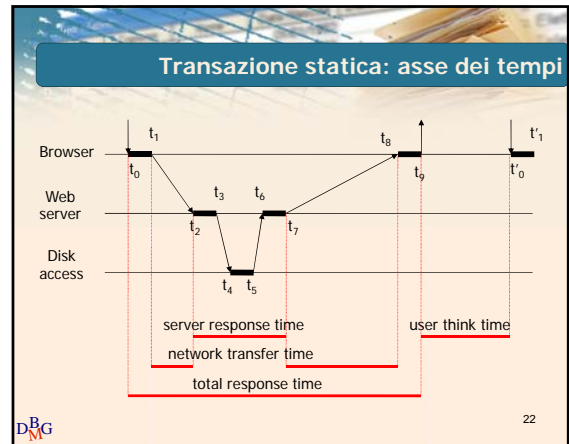 Transazione statica: asse dei tempi
t1
t8
t'1
Browser
t0
t9
t'0
t3
t6
Web
server
t2
t7
Disk
access
t4
t5
server response time
user think time
network transfer time
total response time
DBMG
22